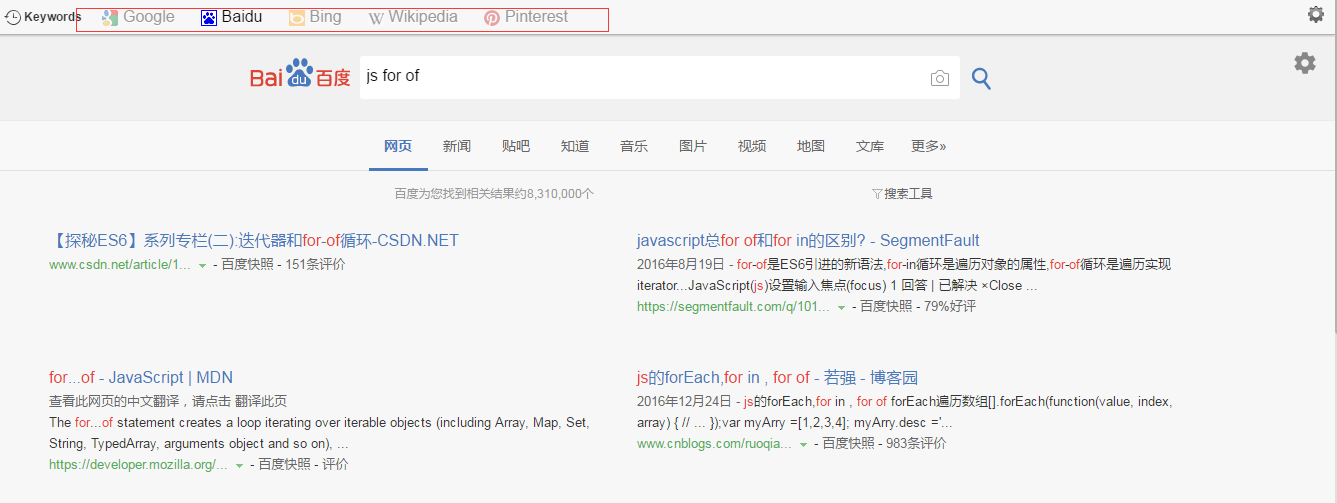 Keywords Google Baidu Bing Wikipedia Pinterest
Bai du 百度 js for of
网页 新闻 贴吧 知道 音乐 图片 视频 地图 文库 更多»
百度为您找到相关结果约8,310,000个 搜索工具
【探秘ES6】系列专栏(二):迭代器和for-of循环-CSDN.NET
www.csdn.net/article/1... - 百度快照 - 151条评价
javascript总for of和for in的区别? - SegmentFault
2016年8月19日 - for-of是ES6引进的新语法,for-in循环是遍历对象的属性,for-of循环是遍历实现
iterator...JavaScript(js)设置输入焦点(focus) 1 回答 | 已解决 ×Close ...
https://segmentfault.com/q/101... - 百度快照 - 79%好评
for...of - JavaScript | MDN
查看此网页的中文翻译，请点击 翻译此页
The for...of statement creates a loop iterating over iterable objects (including Array, Map, Set,
String, TypedArray, arguments object and so on), ...
https://developer.mozilla.org/... - 百度快照 - 评价
js的forEach,for in , for of - 若强 - 博客园
2016年12月24日 - js的forEach,for in , for of forEach遍历数组[].forEach(function(value, index,
array) { // ... });var myArry =[1,2,3,4]; myArry.desc ='...
www.cnblogs.com/ruoqia... - 百度快照 - 983条评价